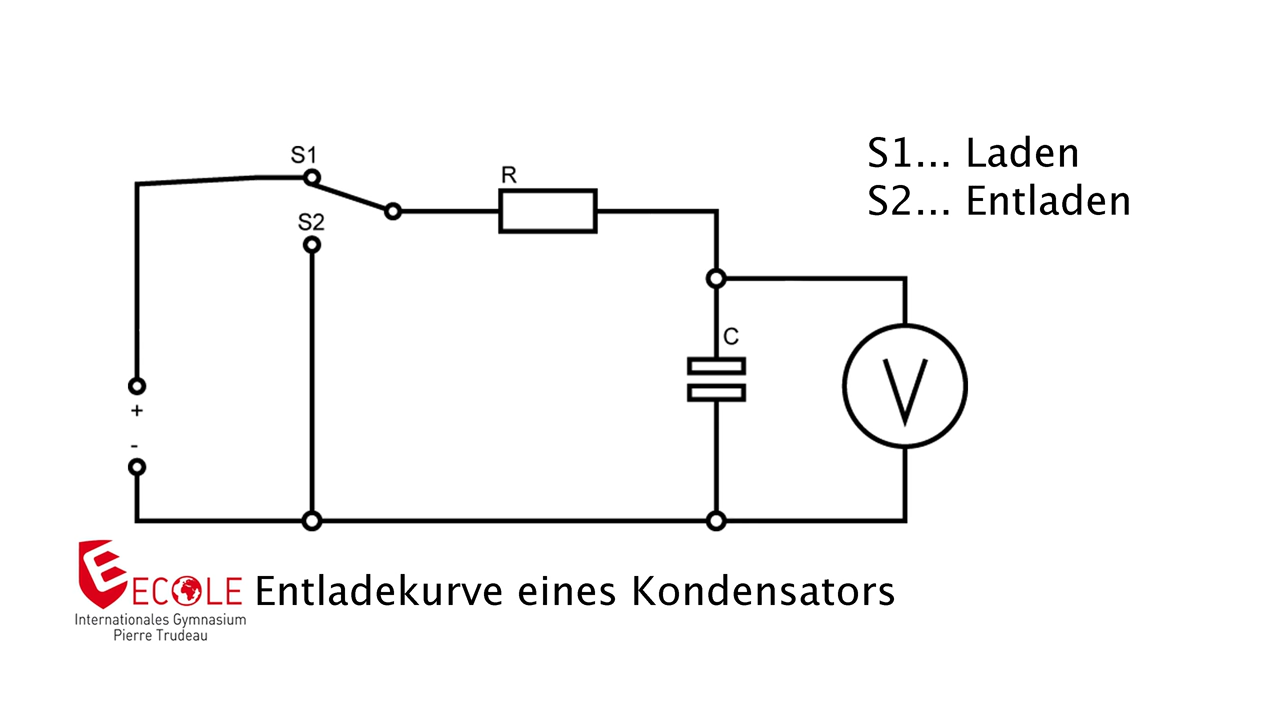 S1
S2
R
C
V
+
-
S1... Laden
S2... Entladen
ECOLE
Internationales Gymnasium
Pierre Trudeau
Entladekurve eines Kondensators